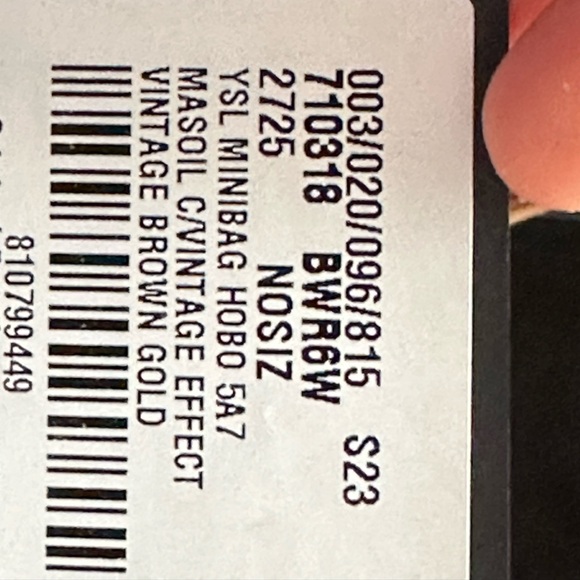 003/020/096/815 S23
710318 BWR6W
2725 NOSIZ
YSL MINIBAG HOBO 5A7
MASOIL C/VINTAGE EFFECT
VINTAGE BROWN GOLD
810799449